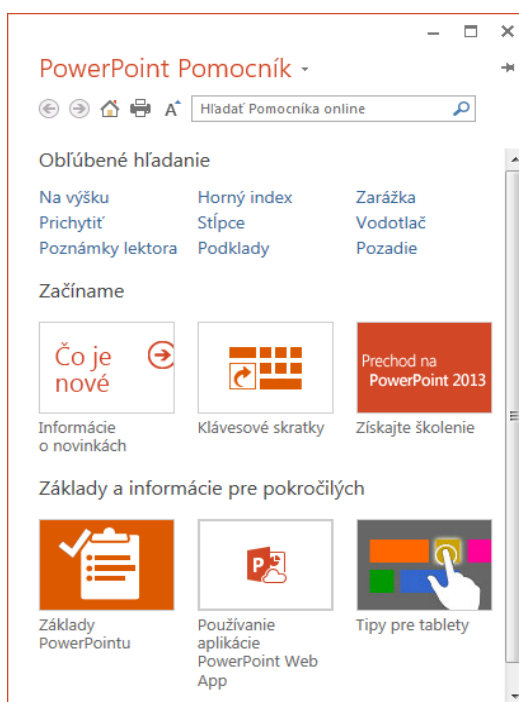 PowerPoint Pomocník
Hľadať Pomocníka online
Obľúbené hľadanie
Na výšku Horný index Zarážka
Prichytiť Stĺpce Vodotlač
Poznámky lektora Podklady Pozadie
Začíname
Čo je
nové
Prechod na
PowerPoint 2013
Informácie
o novinkách
Klávesové skratky
Získajte školenie
Základy a informácie pre pokročilých
Základy
PowerPointu
Používanie
aplikácie
PowerPoint Web
App
Tipy pre tablety